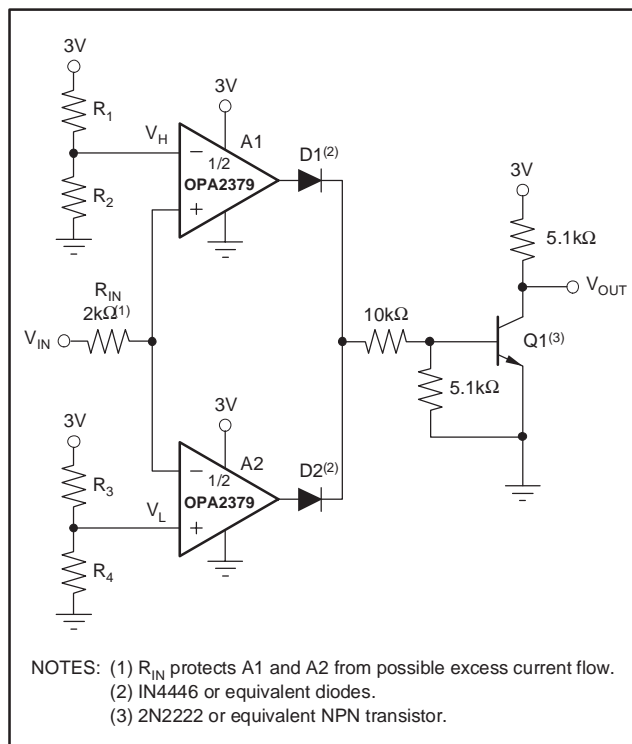 3V
R1
VH
R2
3V
A1
1/2
OPA2379
−
+
D1(2)
3V
5.1kΩ
VOUT
RIN
2kΩ(1)
VIN
10kΩ
Q1(3)
5.1kΩ
3V
R3
VL
R4
3V
A2
−
1/2
OPA2379
+
D2(2)
NOTES: (1) RIN protects A1 and A2 from possible excess current flow.
(2) IN4446 or equivalent diodes.
(3) 2N2222 or equivalent NPN transistor.